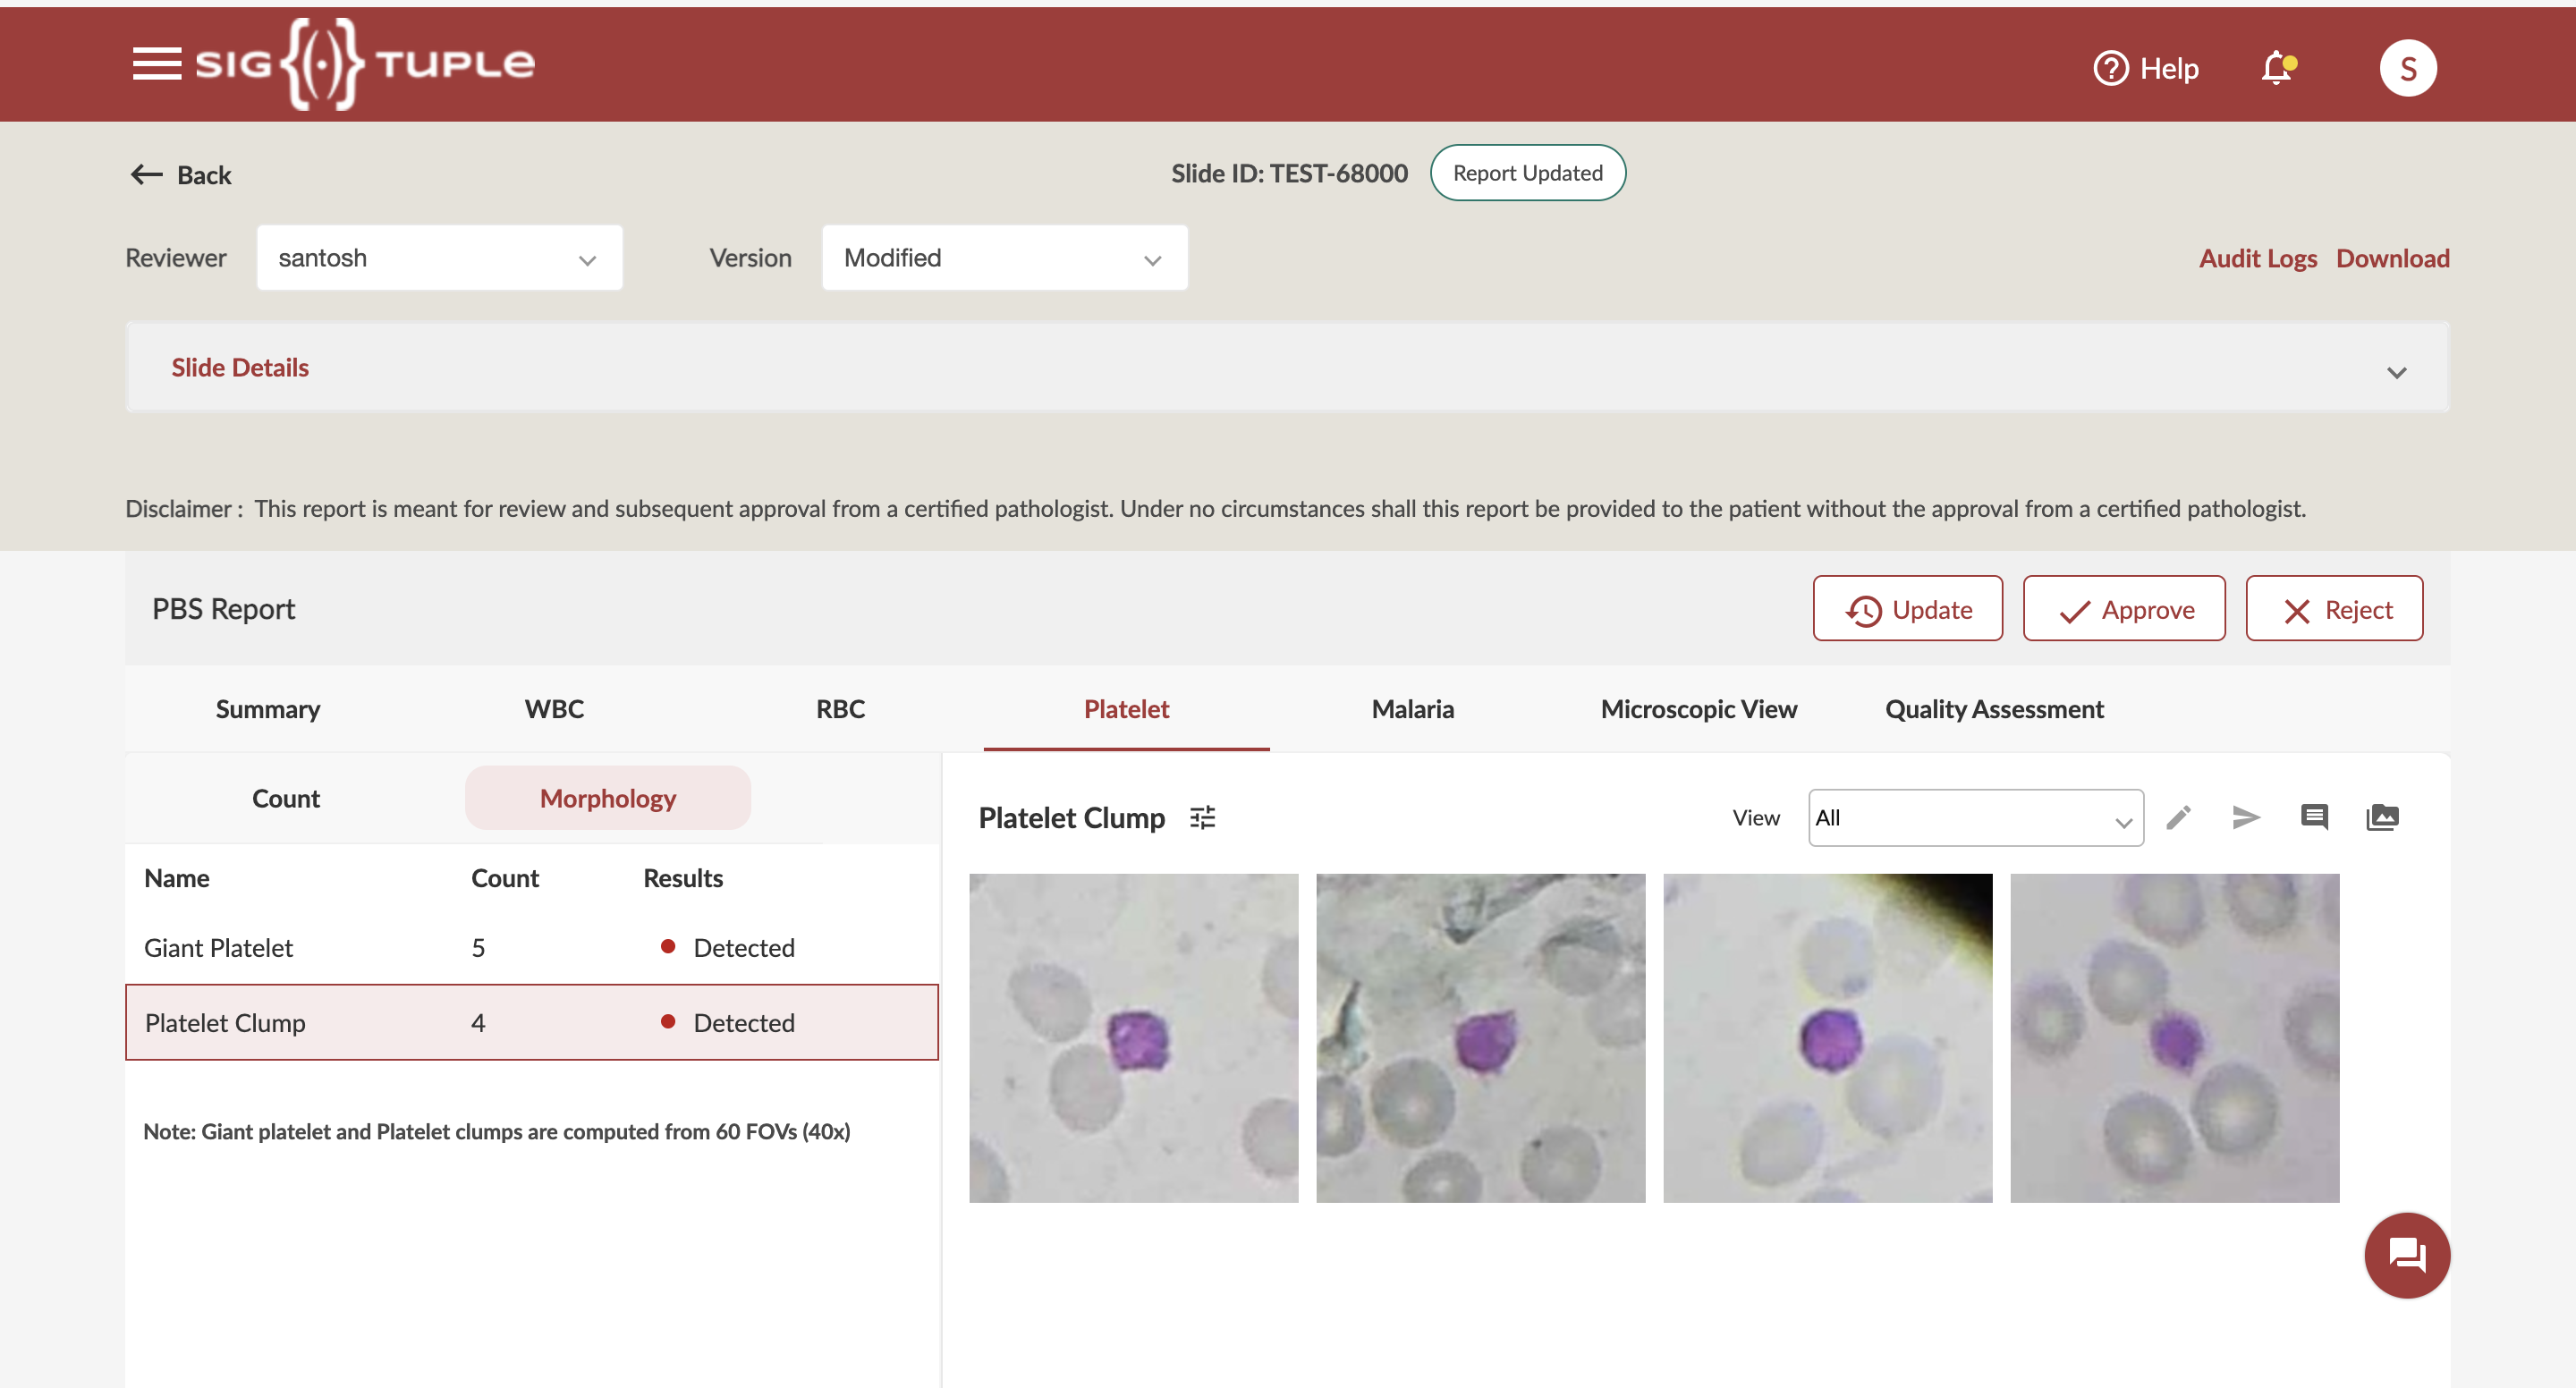 SIG{(·)}TUPLE
Help
S
Back
Slide ID: TEST-68000
Report Updated
Reviewer
santosh
Version
Modified
Audit Logs
Download
Slide Details
Disclaimer : This report is meant for review and subsequent approval from a certified pathologist. Under no circumstances shall this report be provided to the patient without the approval from a certified pathologist.
PBS Report
Update
Approve
Reject
Summary
WBC
RBC
Platelet
Malaria
Microscopic View
Quality Assessment
Count
Morphology
Name Count Results
Giant Platelet 5 Detected
Platelet Clump 4 Detected
Note: Giant platelet and Platelet clumps are computed from 60 FOVs (40x)
Platelet Clump
View
All